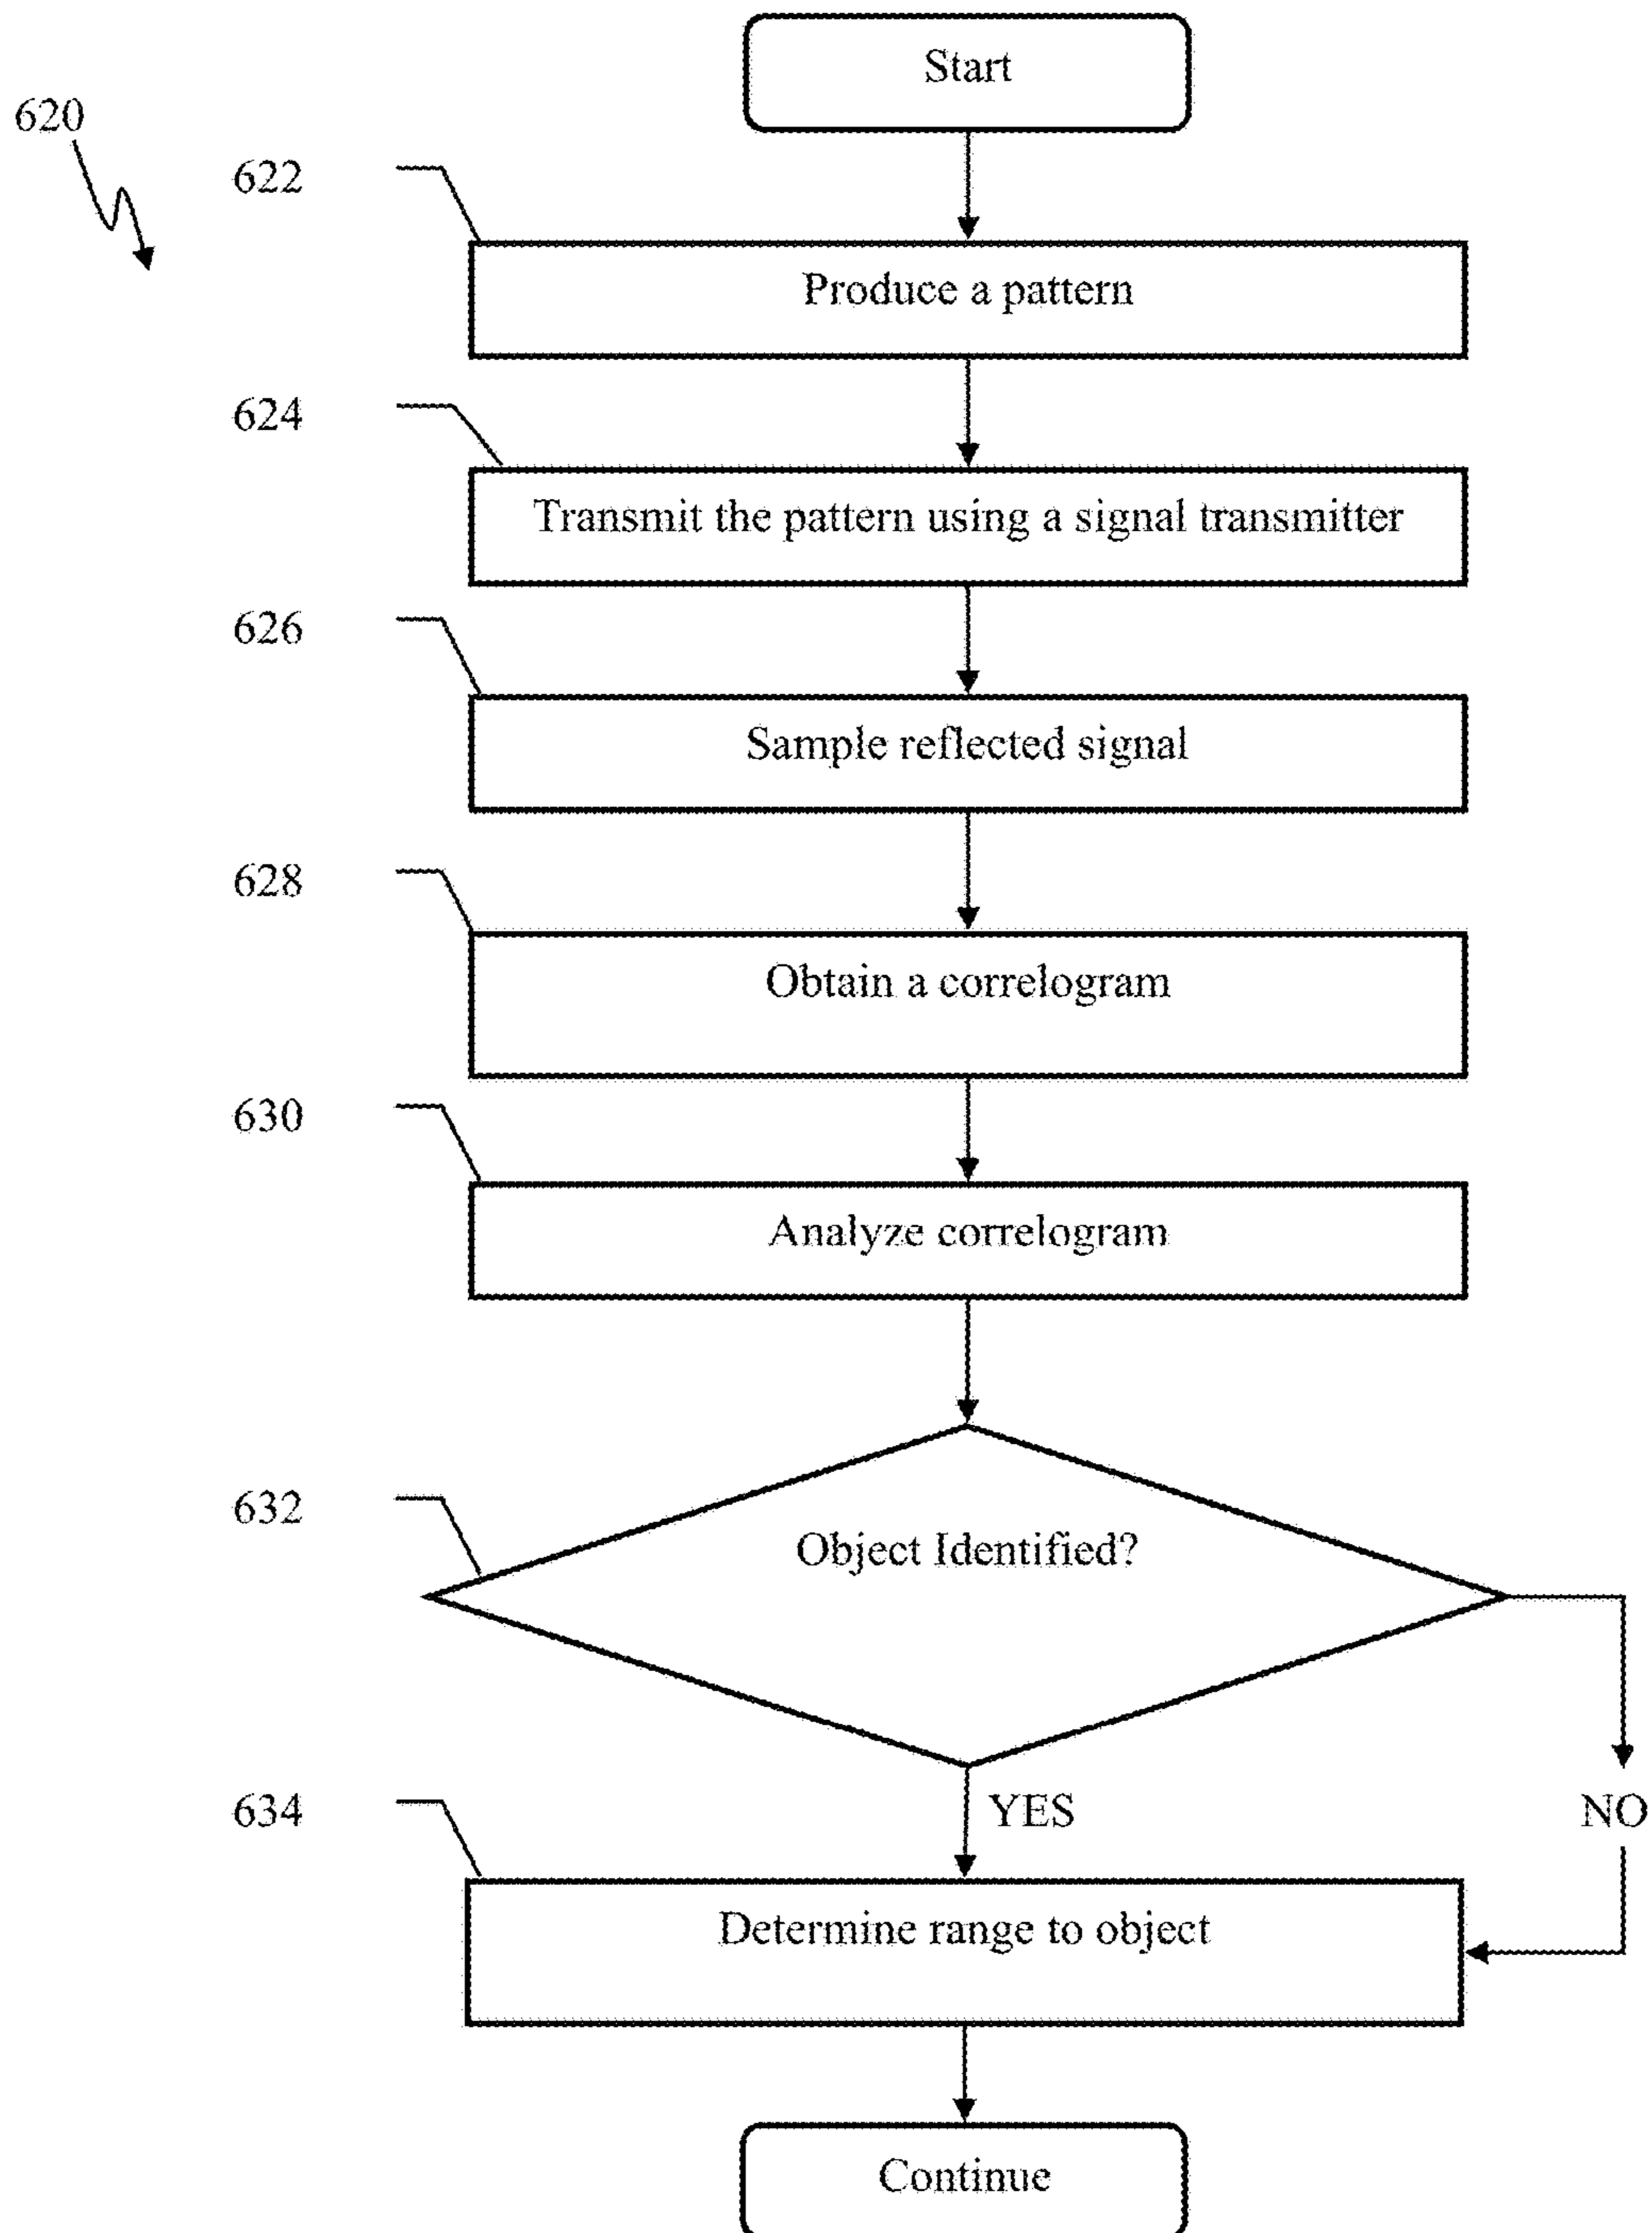 Start
620
622
Produce a pattern
624
Transmit the pattern using a signal transmitter
626
Sample reflected signal
628
Obtain a correlogram
630
Analyze correlogram
632
Object Identified?
634
YES
NO
Determine range to object
Continue